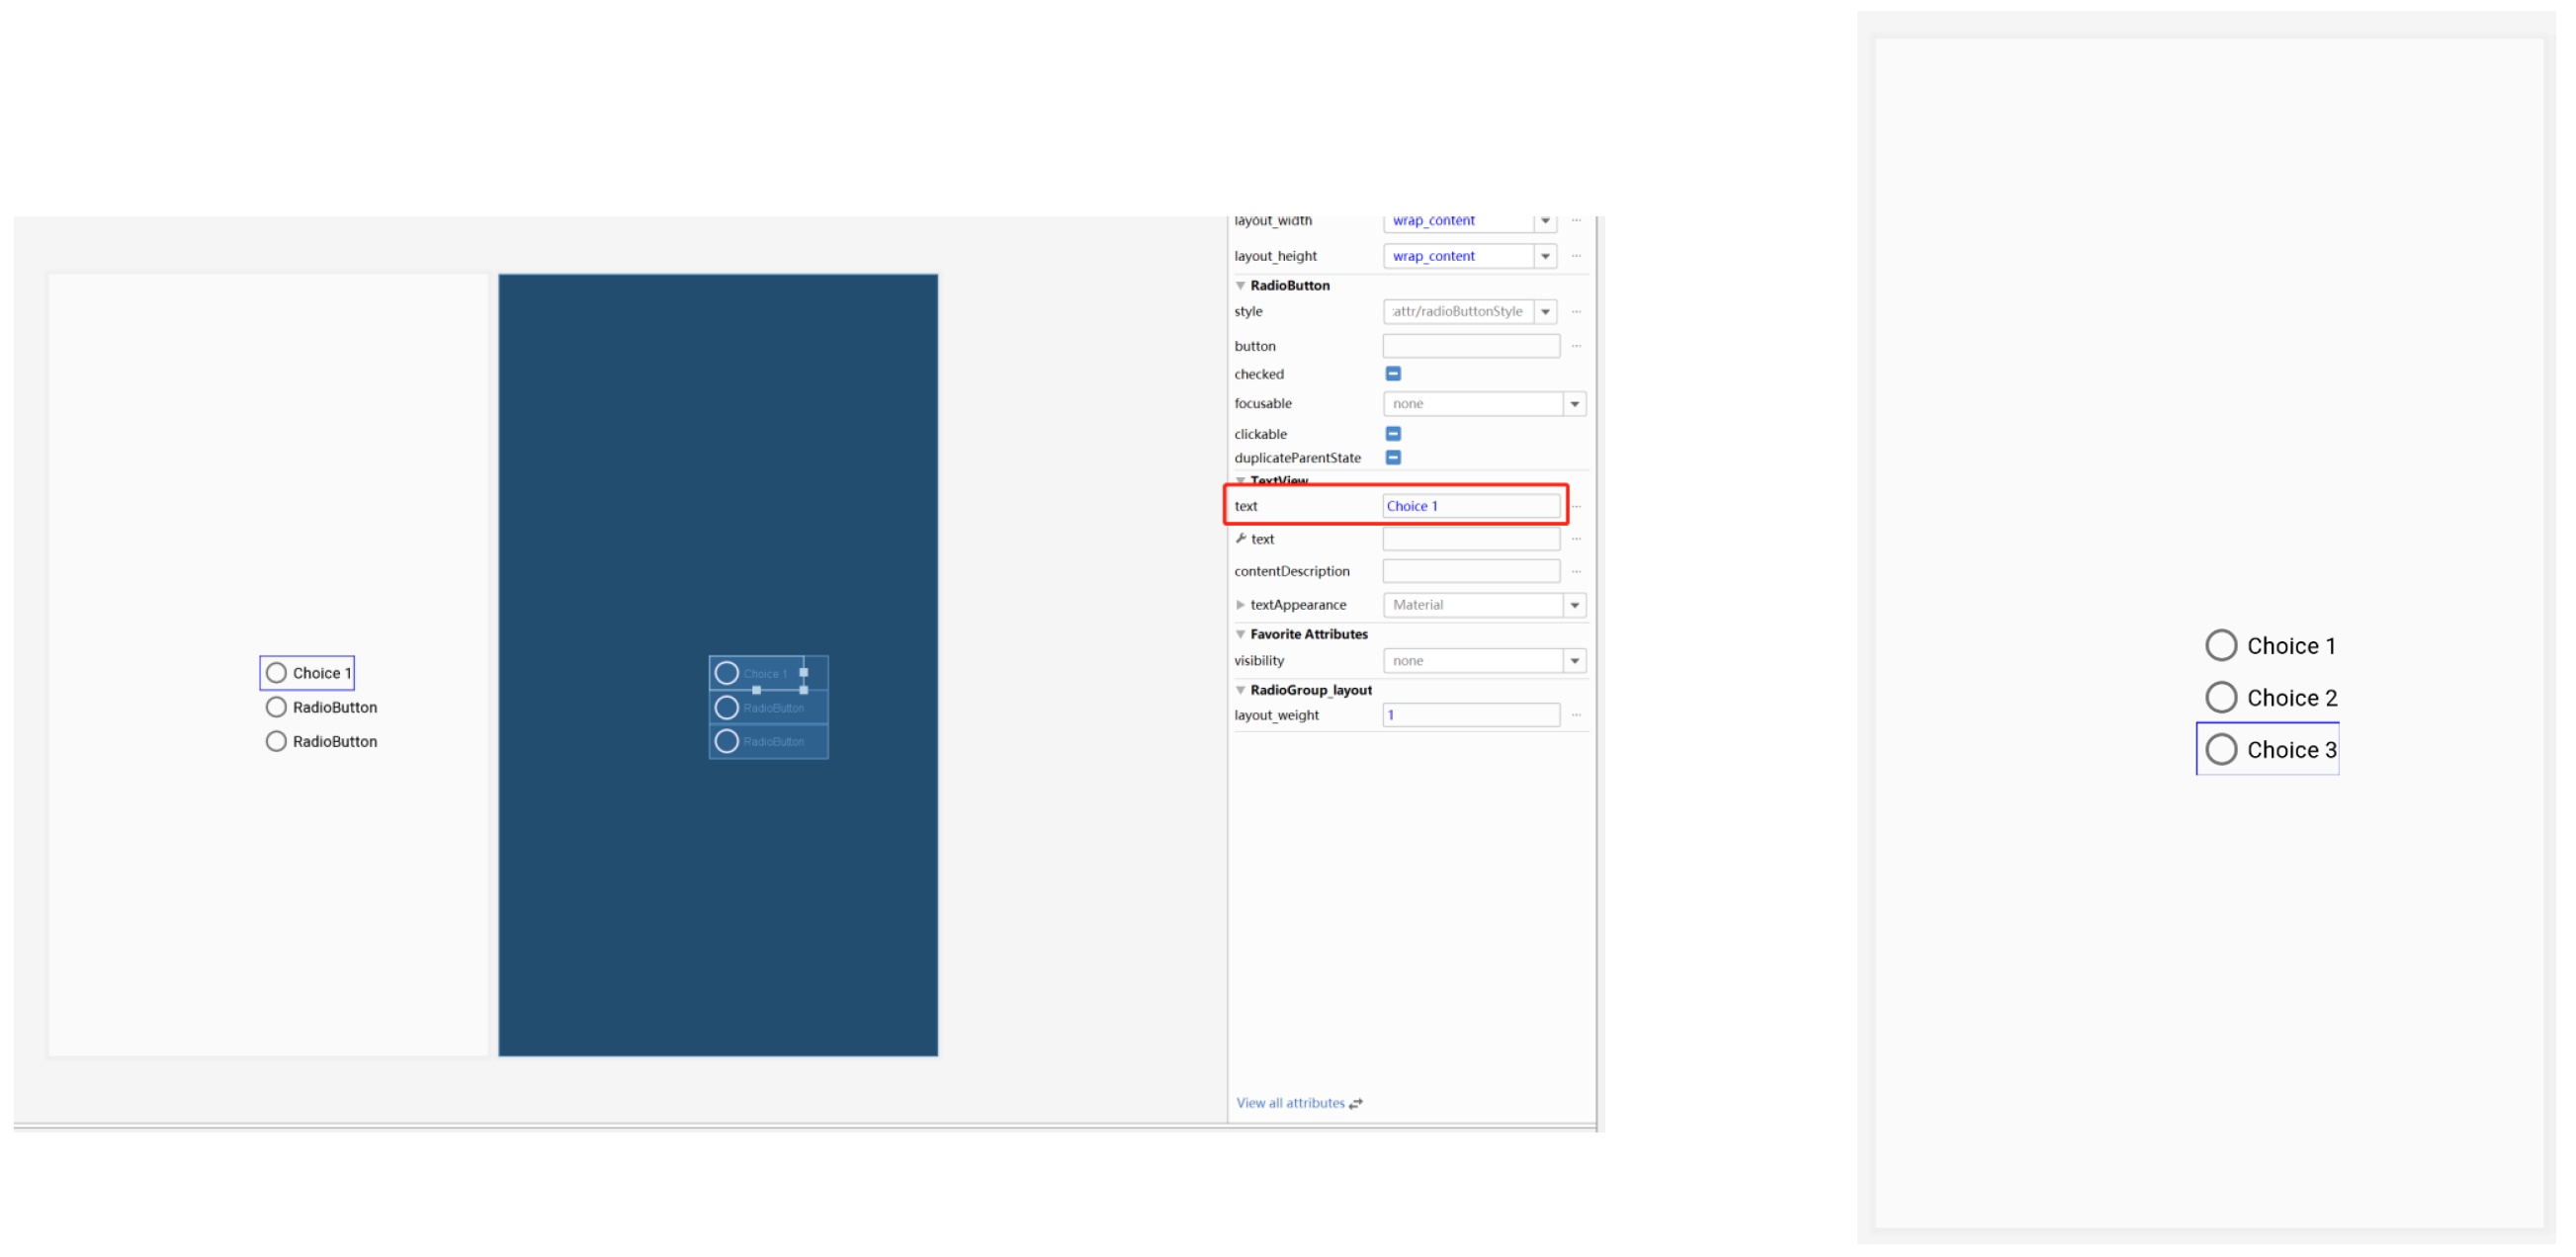 Choice 1
RadioButton
RadioButton
Choice 1
RadioButton
RadioButton
layout_width wrap_content ...
layout_height wrap_content ...
RadioButton
style :attr/radioButtonStyle ...
button ...
checked
focusable none
clickable
duplicateParentState
TextView
text Choice 1 ...
text ...
contentDescription ...
textAppearance Material
Favorite Attributes
visibility none
RadioGroup_layout
layout_weight 1 ...
View all attributes
Choice 1
Choice 2
Choice 3